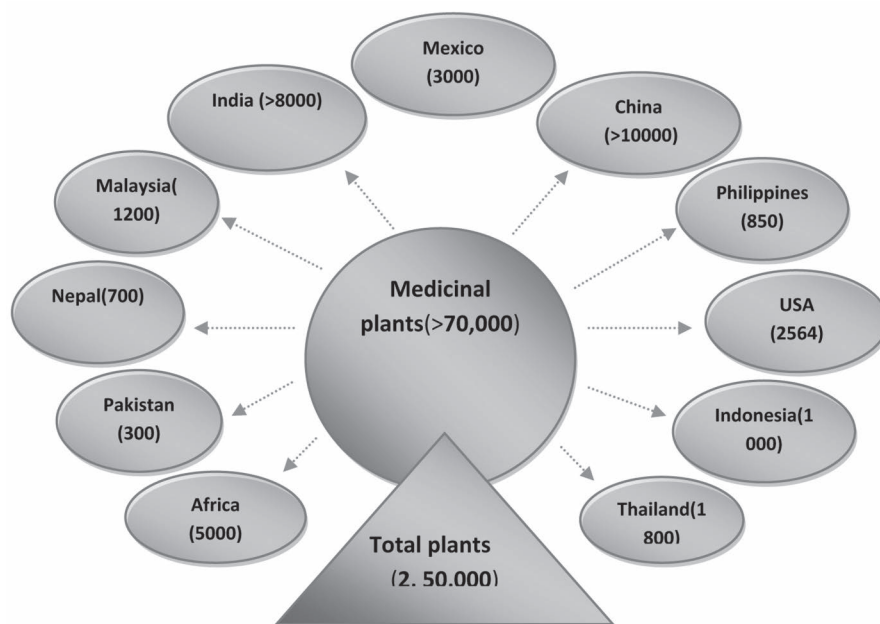 Mexico
(3000)
India (>8000)
China
(>10000)
Malaysia(
1200)
Philippines
(850)
Medicinal
plants(>70,000)
Nepal(700)
USA
(2564)
Pakistan
(300)
Indonesia(1
000)
Africa
(5000)
Thailand(1
800)
Total plants
(2, 50,000)